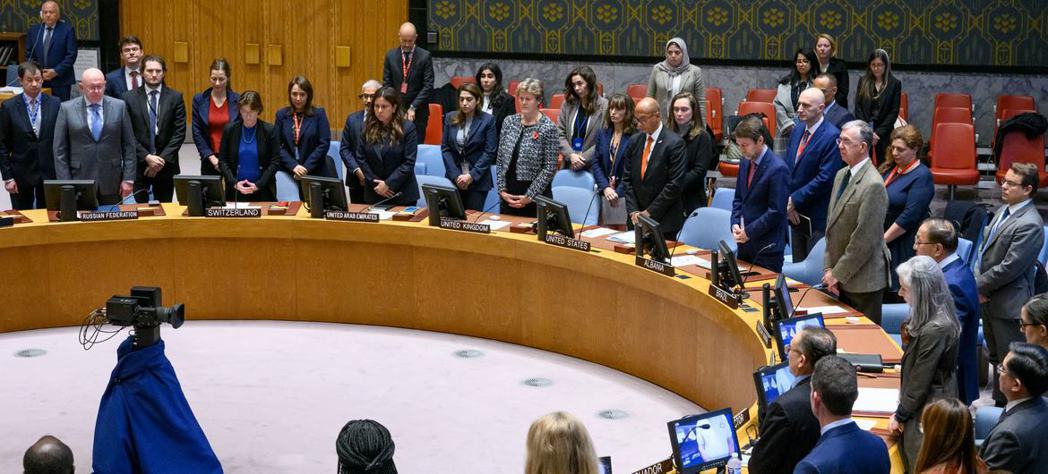 RUSSIAN FEDERATION
SWITZERLAND
UNITED ARAB EMIRATES
UNITED KINGDOM
UNITED STATES
ALBANIA
BRAZIL